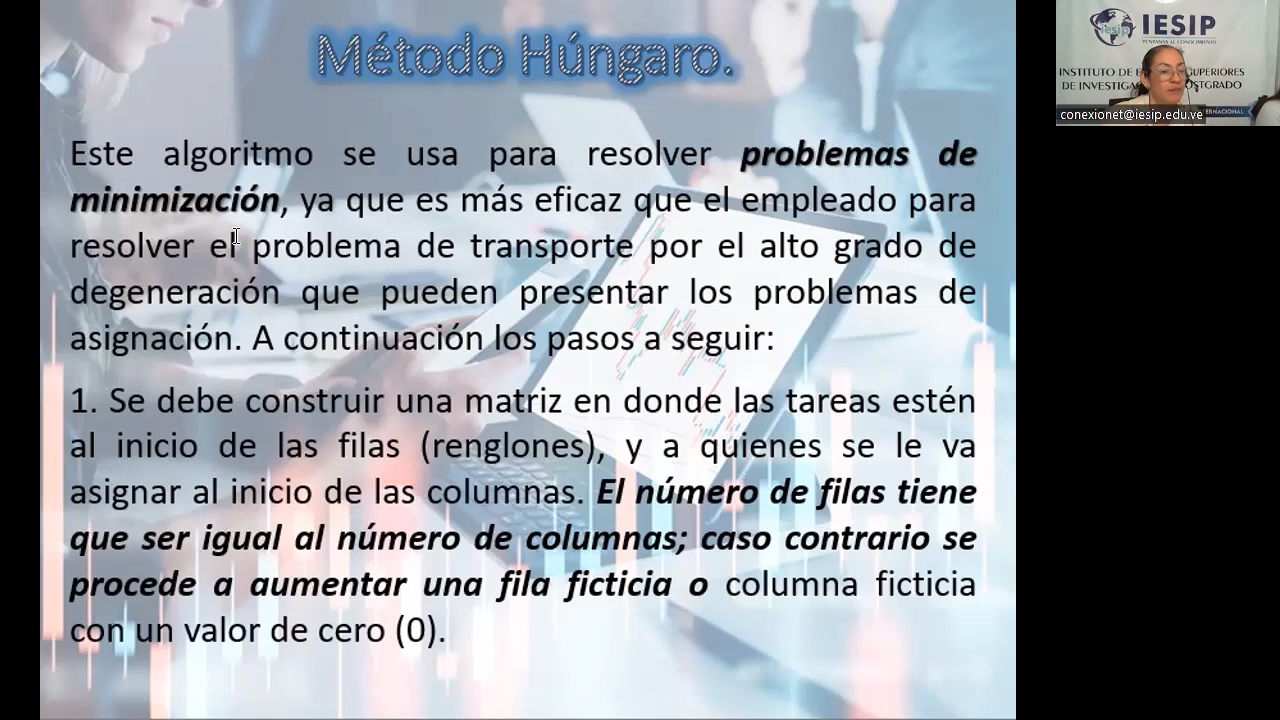 Método Húngaro.
Este algoritmo se usa para resolver problemas de
minimización, ya que es más eficaz que el empleado para
resolver el problema de transporte por el alto grado de
degeneración que pueden presentar los problemas de
asignación. A continuación los pasos a seguir:
1. Se debe construir una matriz en donde las tareas estén
al inicio de las filas (renglones), y a quienes se le va
asignar al inicio de las columnas. El número de filas tiene
que ser igual al número de columnas; caso contrario se
procede a aumentar una fila ficticia o columna ficticia
con un valor de cero (0).
IESIP
INSTITUTO DE
SUPERIORES
DE
conexionet@iesip.edu.ve